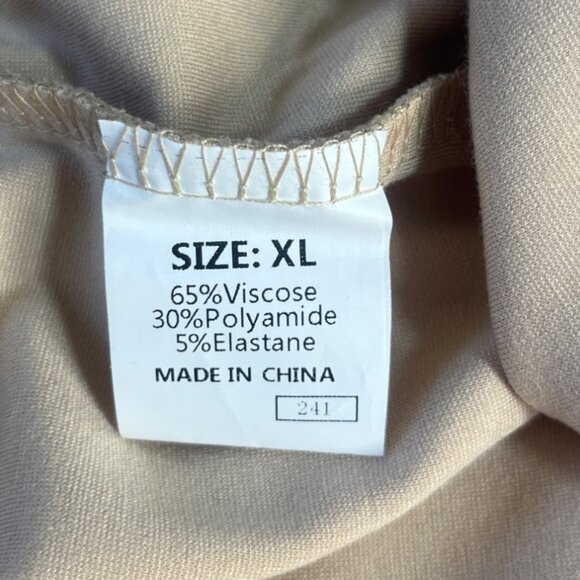 SIZE: XL
65%Viscose
30%Polyamide
5%Elastane
MADE IN CHINA
241